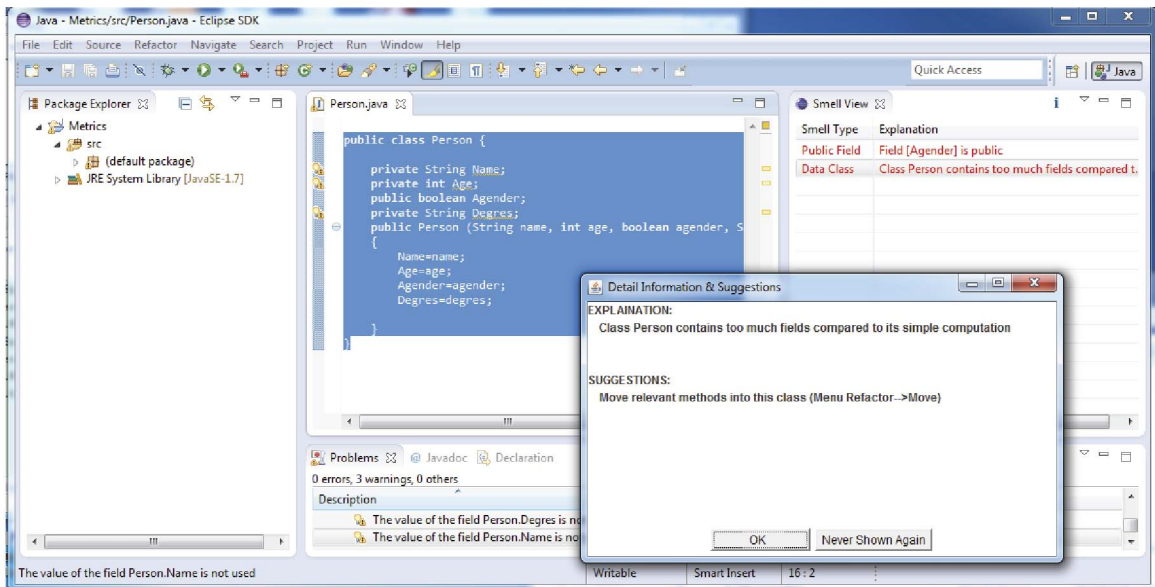 Java - Metrics/src/Person.java - Eclipse SDK
File Edit Source Refactor Navigate Search Project Run Window Help
Quick Access
Java
Package Explorer
Metrics
src
(default package)
JRE System Library [JavaSE-1.7]
Person.java
public class Person {
private String Name;
private int Age;
public boolean Agender;
private String Degres;
public Person (String name, int age, boolean agender, S
{
Name=name;
Age=age;
Agender=agender;
Degres=degres;
}
}
Smell View
Smell Type Explanation
Public Field Field [Agender] is public
Data Class Class Person contains too much fields compared t.
Detail Information & Suggestions
EXPLAINATION:
Class Person contains too much fields compared to its simple computation
SUGGESTIONS:
Move relevant methods into this class (Menu Refactor-->Move)
OK Never Shown Again
Problems @ Javadoc Declaration
0 errors, 3 warnings, 0 others
Description
The value of the field Person.Degres is no
The value of the field Person.Name is no
The value of the field Person.Name is not used
Writable Smart Insert 16 : 2